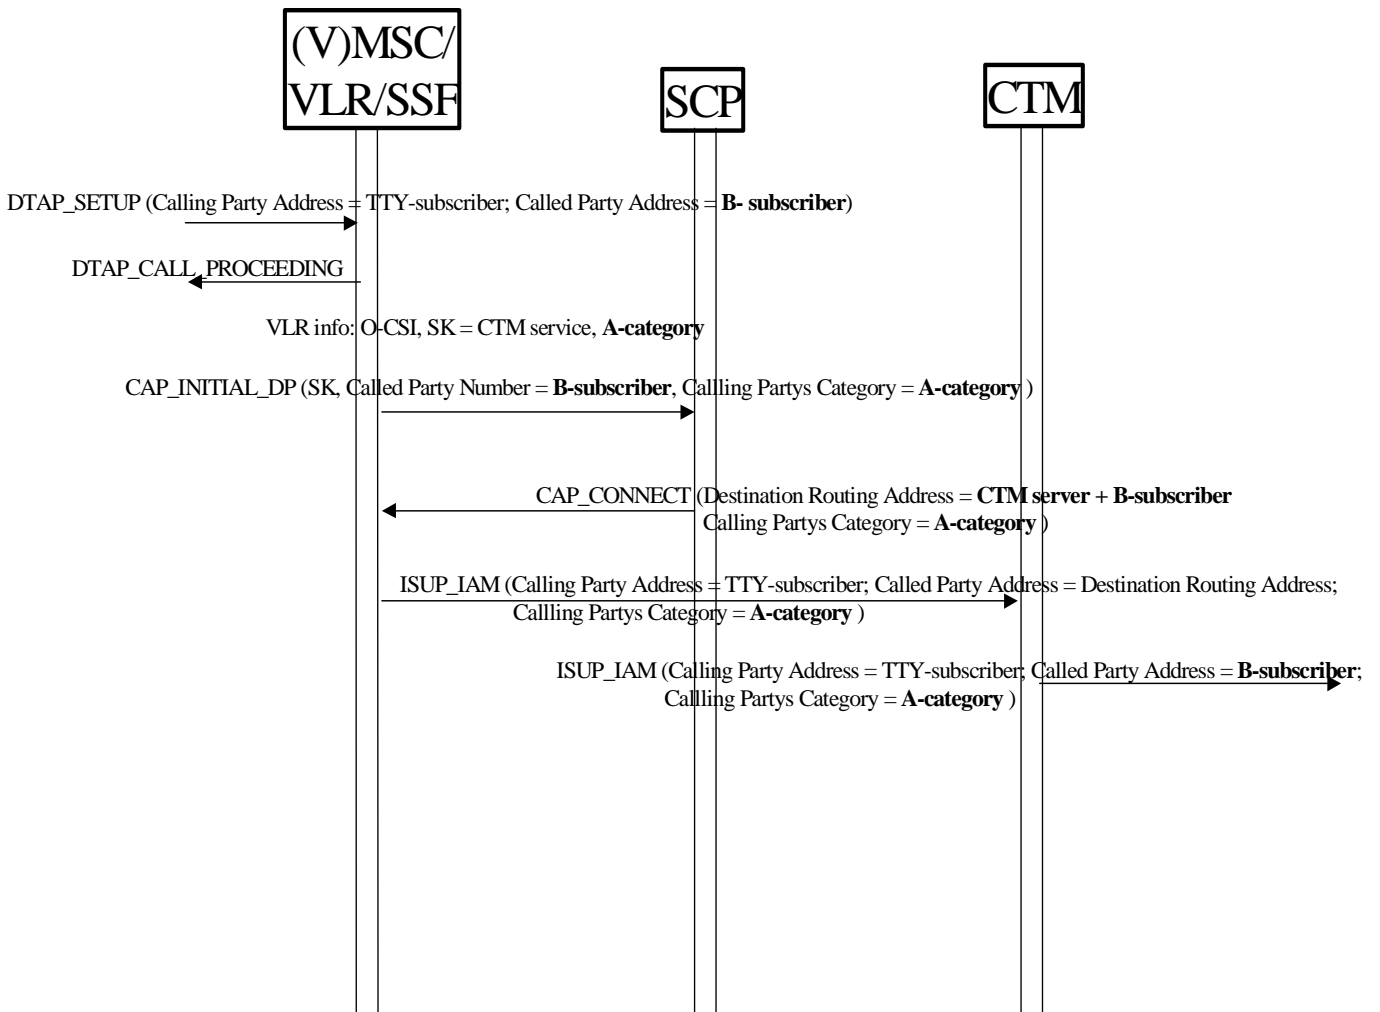 (V)MSC/
VLR/SSF
SCP
CTM
DTAP_SETUP (Calling Party Address = TTY-subscriber; Called Party Address = B- subscriber)
DTAP_CALL_PROCEEDING
VLR info: O-CSI, SK = CTM service, A-category
CAP_INITIAL_DP (SK, Called Party Number = B-subscriber, Callling Partys Category = A-category )
CAP_CONNECT (Destination Routing Address = CTM server + B-subscriber
Calling Partys Category = A-category )
ISUP_IAM (Calling Party Address = TTY-subscriber; Called Party Address = Destination Routing Address;
Callling Partys Category = A-category )
ISUP_IAM (Calling Party Address = TTY-subscriber; Called Party Address = B-subscriber;
Callling Partys Category = A-category )